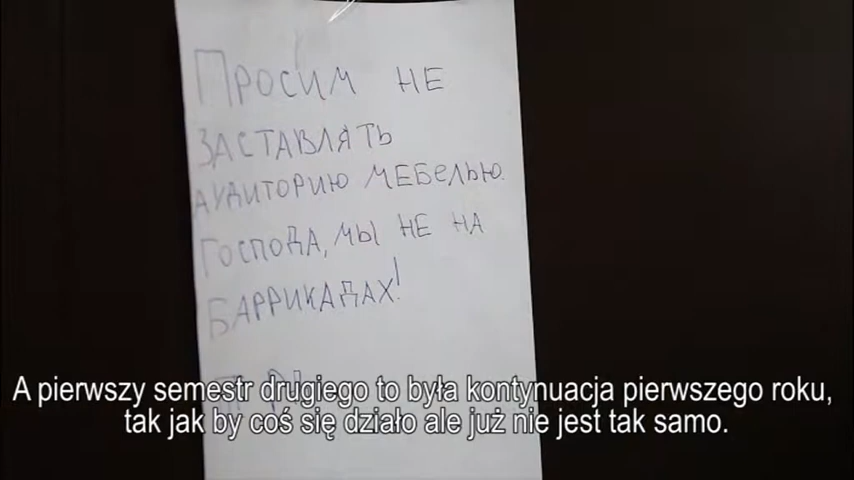 Просим не
заставлять
аудиторию мебелью.
Господа, мы не на
баррикадах!
A pierwszy semestr drugiego to była kontynuacja pierwszego roku,
tak jak by coś się działo ale już nie jest tak samo.